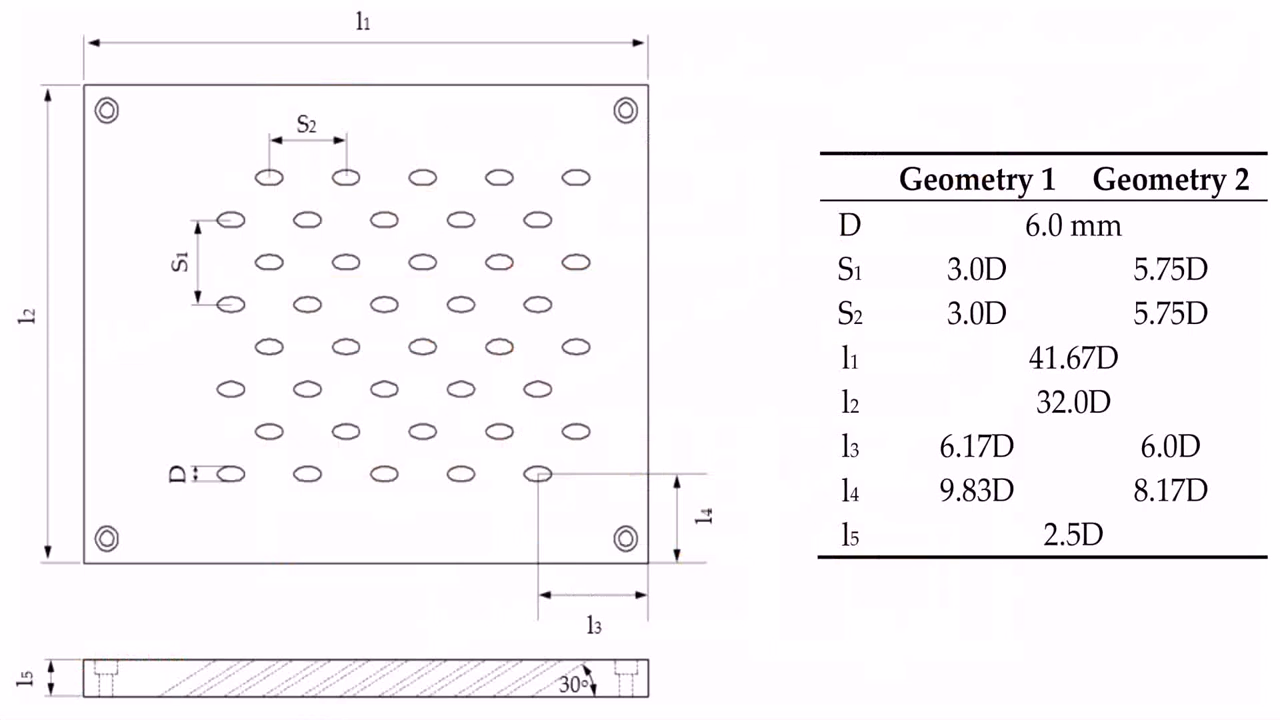 l1
S2
S1
l2
D
l4
l3
l5
30°
Geometry 1 Geometry 2
D 6.0 mm
S1 3.0D 5.75D
S2 3.0D 5.75D
l1 41.67D
l2 32.0D
l3 6.17D 6.0D
l4 9.83D 8.17D
l5 2.5D